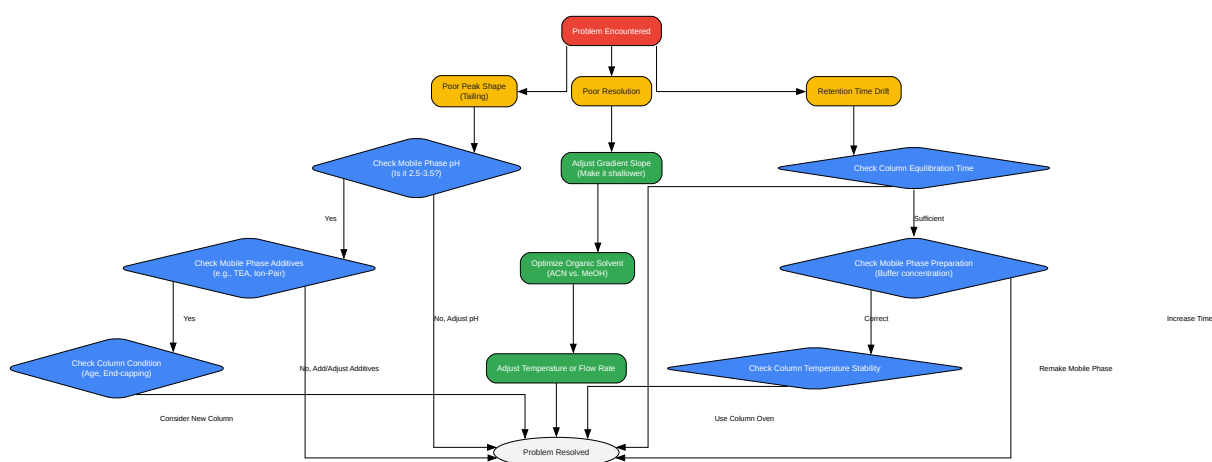 Problem Encountered
Poor Peak Shape
(Tailing)
Poor Resolution
Retention Time Drift
Check Mobile Phase pH
(Is it 2.5-3.5?)
Adjust Gradient Slope
(Make it shallower)
Check Column Equilibration Time
Yes
Sufficient
Check Mobile Phase Additives
(e.g., TEA, Ion-Pair)
Optimize Organic Solvent
(ACN vs. MeOH)
Check Mobile Phase Preparation
(Buffer concentration)
Yes
No, Adjust pH
Correct
Increase Time
Check Column Condition
(Age, End-capping)
No, Add/Adjust Additives
Adjust Temperature or Flow Rate
Check Column Temperature Stability
Remake Mobile Phase
Consider New Column
Use Column Oven
Problem Resolved